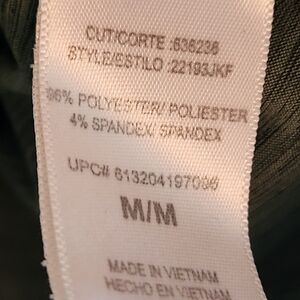 CUT/CORTE :636236
STYLE/ESTILO :22193JKF
96% POLYESTER/ POLIESTER
4% SPANDEX/ SPANDEX
UPC# 613204197096
M/M
MADE IN VIETNAM
HECHO EN VIETNAM